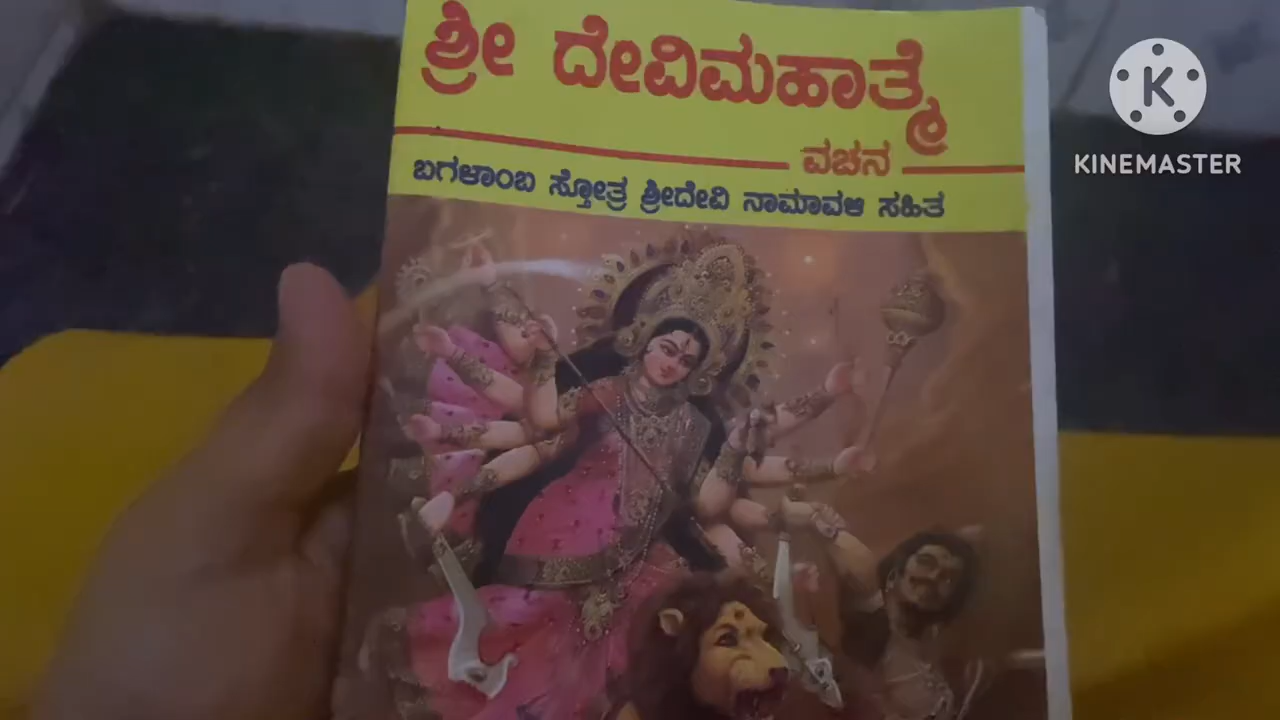 ಶ್ರೀ ದೇವಿಮಹಾತ್ಮೆ
ವಚನ
ಬಗಳಾಂಬ ಸ್ತೋತ್ರ ಶ್ರೀದೇವಿ ನಾಮಾವಳಿ ಸಹಿತ
K
KINEMASTER